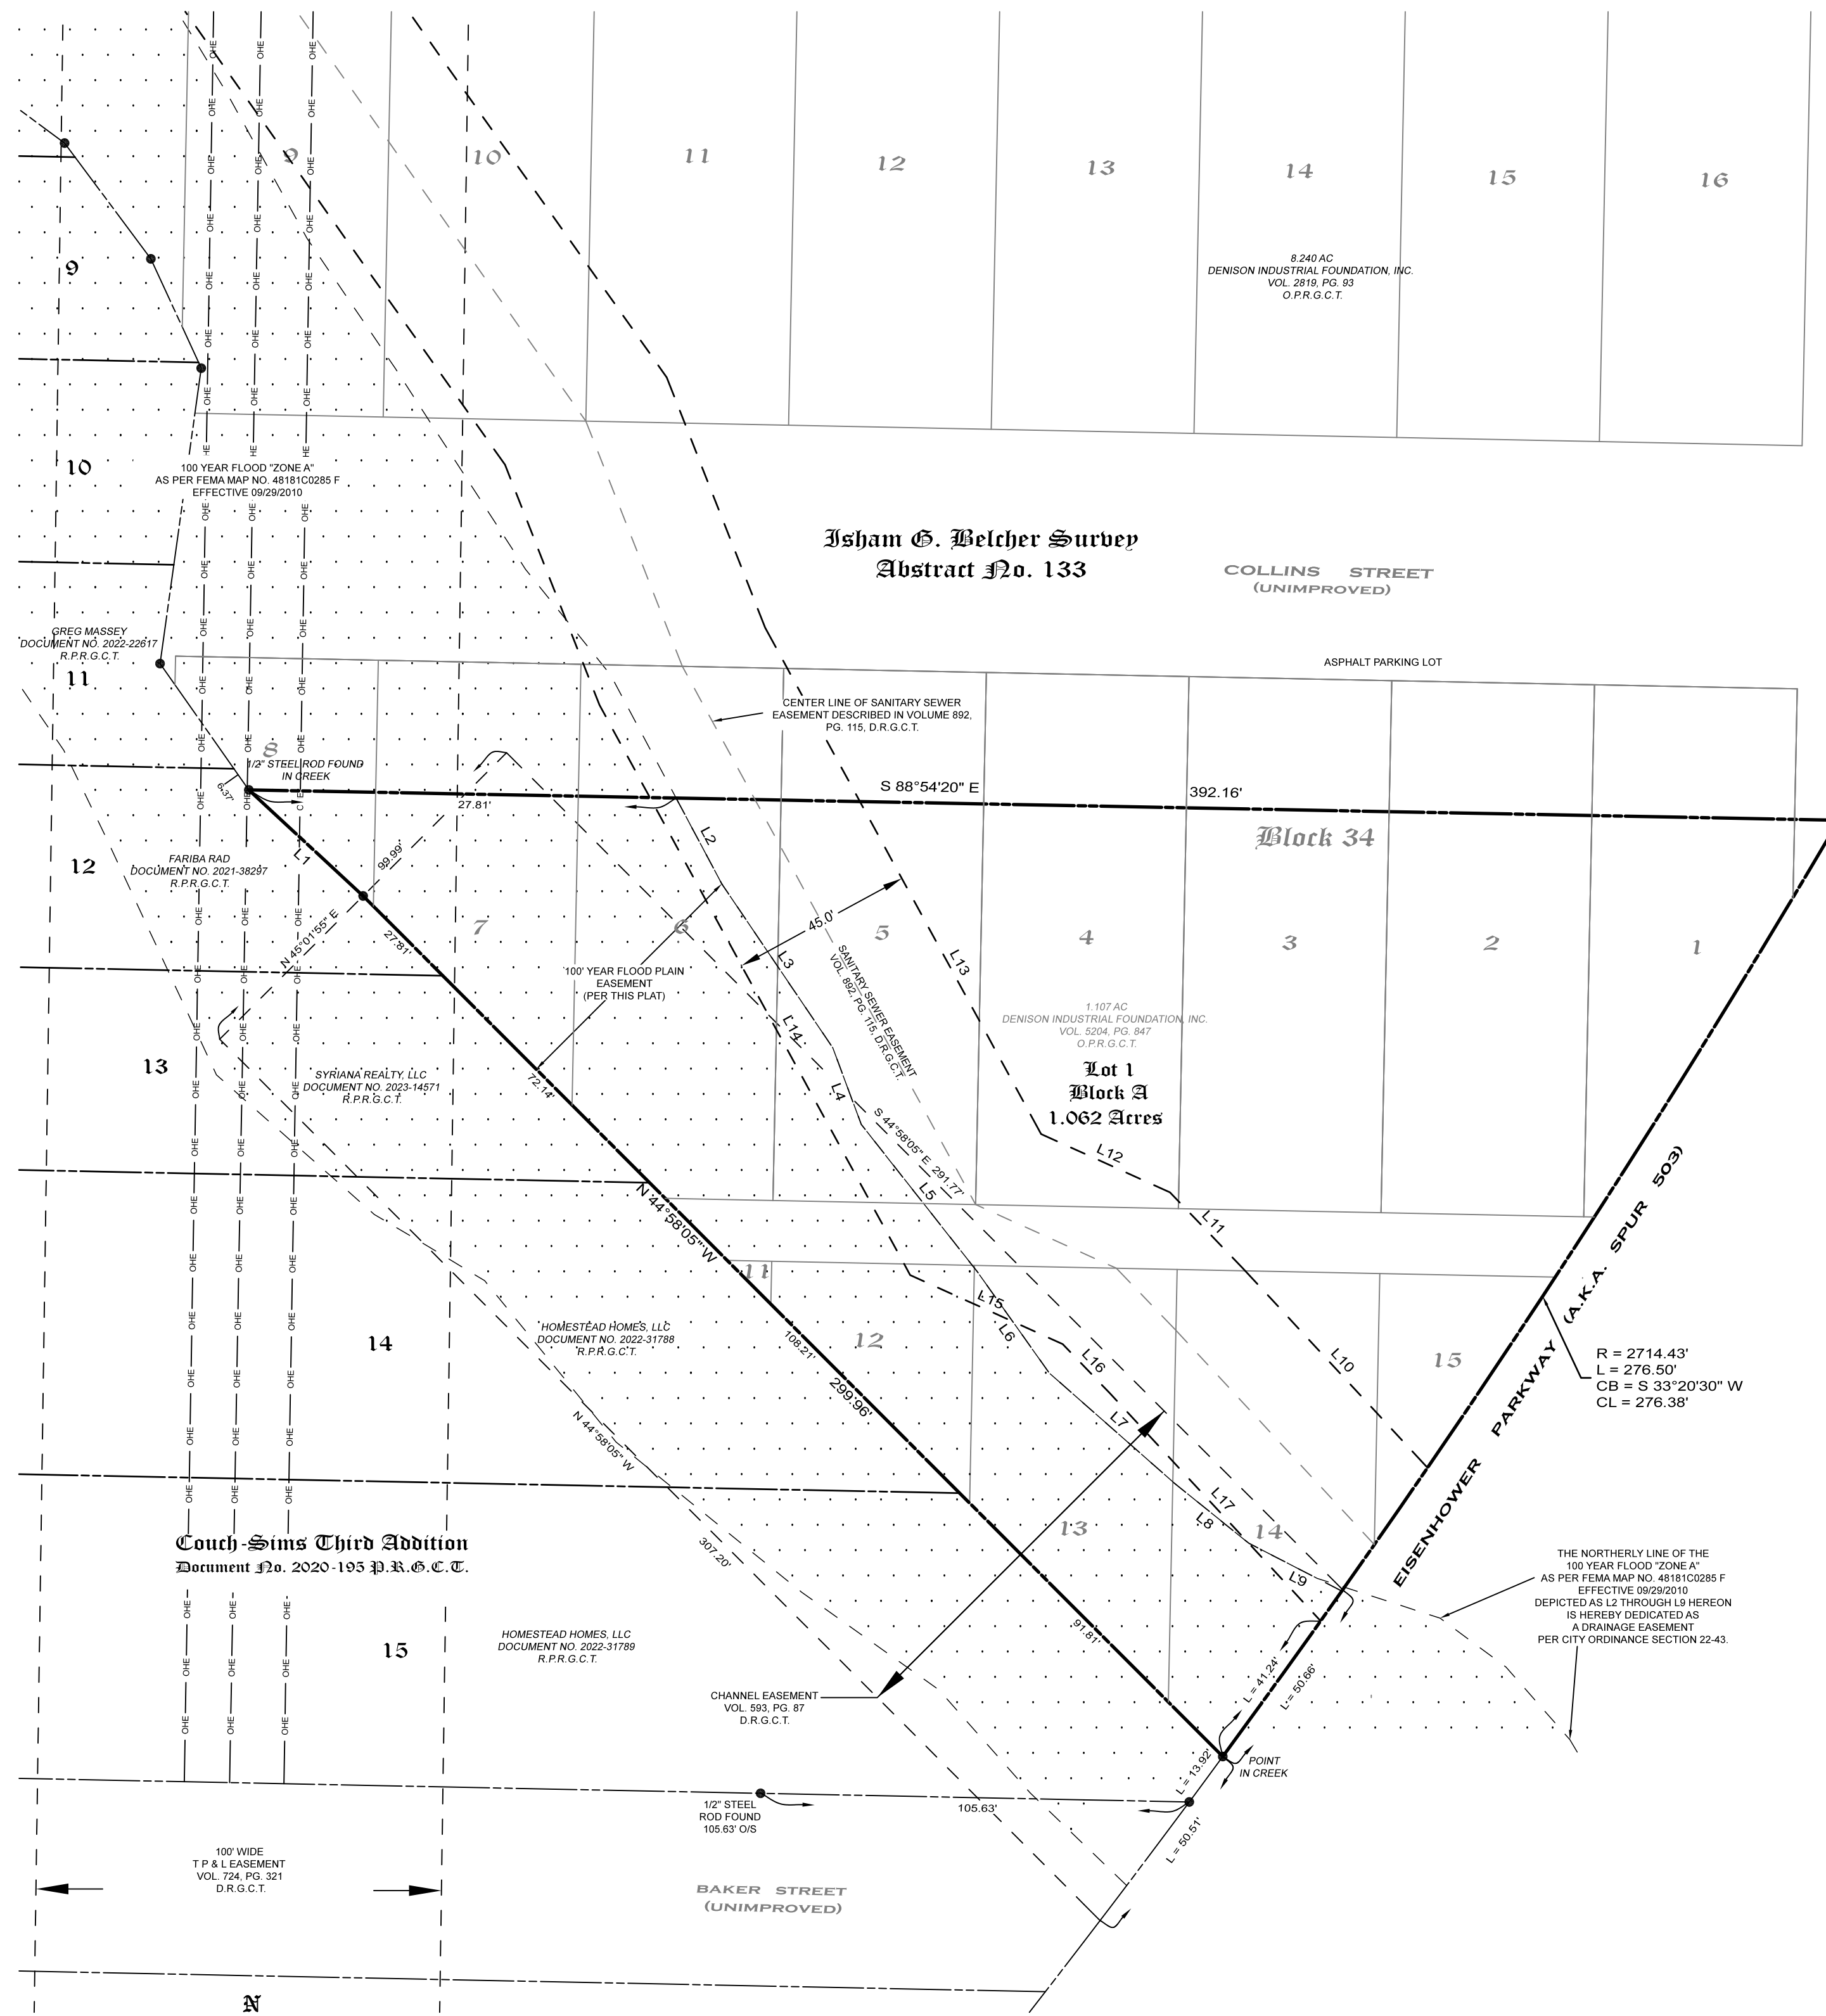 9
10
11
12
13
14
15
16
8.240 AC
DENISON INDUSTRIAL FOUNDATION, INC.
VOL. 2819, PG. 93
O.P.R.G.C.T.
9
10
100 YEAR FLOOD "ZONE A"
AS PER FEMA MAP NO. 48181C0285 F
EFFECTIVE 09/29/2010
Isham G. Belcher Survey
Abstract No. 133
COLLINS STREET
(UNIMPROVED)
GREG MASSEY
DOCUMENT NO. 2022-22617
R.P.R.G.C.T.
11
ASPHALT PARKING LOT
CENTER LINE OF SANITARY SEWER
EASEMENT DESCRIBED IN VOLUME 892,
PG. 115, D.R.G.C.T.
8
1/2" STEEL ROD FOUND
IN CREEK
6.37'
27.81'
S 88°54'20" E
392.16'
Block 34
L1
L2
99.99'
12
FARIBA RAD
DOCUMENT NO. 2021-38297
R.P.R.G.C.T.
N 45°01'55" E
27.81'
7
6
5
4
3
2
1
45.0'
L3
L13
100' YEAR FLOOD PLAIN
EASEMENT
(PER THIS PLAT)
SANITARY SEWER EASEMENT
VOL. 892, PG. 115, D.R.G.C.T.
1.107 AC
DENISON INDUSTRIAL FOUNDATION, INC.
VOL. 5204, PG. 847
O.P.R.G.C.T.
Lot 1
Block A
1.062 Acres
L14
13
SYRIANA REALTY, LLC
DOCUMENT NO. 2023-14571
R.P.R.G.C.T.
72.14'
L4
S 44°58'05" E 291.77'
L12
L5
L11
N 44°58'05" W
11
L15
L6
L16
L10
14
HOMESTEAD HOMES, LLC
DOCUMENT NO. 2022-31788
R.P.R.G.C.T.
108.21'
12
15
299.96'
EISENHOWER PARKWAY (A.K.A. SPUR 503)
R = 2714.43'
L = 276.50'
CB = S 33°20'30" W
CL = 276.38'
N 44°58'05" W
L7
L17
L8
13
14
307.20'
L9
Couch-Sims Third Addition
Document No. 2020-195 P.R.G.C.T.
THE NORTHERLY LINE OF THE
100 YEAR FLOOD "ZONE A"
AS PER FEMA MAP NO. 48181C0285 F
EFFECTIVE 09/29/2010
DEPICTED AS L2 THROUGH L9 HEREON
IS HEREBY DEDICATED AS
A DRAINAGE EASEMENT
PER CITY ORDINANCE SECTION 22-43.
15
HOMESTEAD HOMES, LLC
DOCUMENT NO. 2022-31789
R.P.R.G.C.T.
91.81'
L = 41.24'
L = 50.66'
CHANNEL EASEMENT
VOL. 593, PG. 87
D.R.G.C.T.
POINT
IN CREEK
L = 13.92'
1/2" STEEL
ROD FOUND
105.63' O/S
105.63'
L = 50.51'
100' WIDE
T P & L EASEMENT
VOL. 724, PG. 321
D.R.G.C.T.
BAKER STREET
(UNIMPROVED)
N
OHE